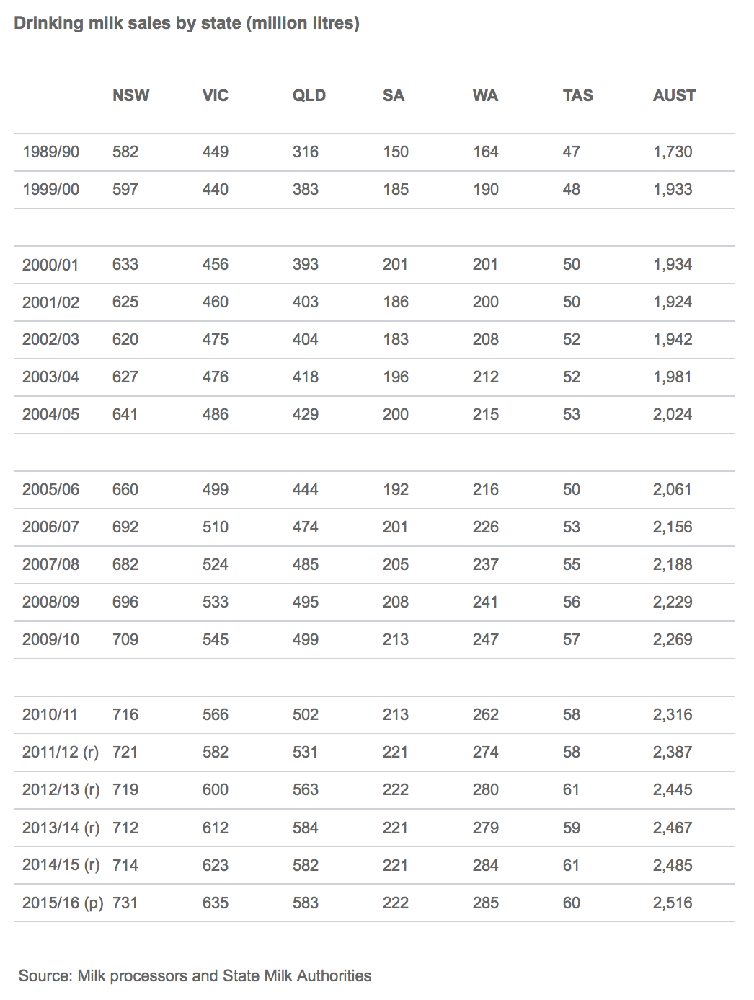 Drinking milk sales by state (million litres)
NSW VIC QLD SA WA TAS AUST
1989/90 582 449 316 150 164 47 1,730
1999/00 597 440 383 185 190 48 1,933
2000/01 633 456 393 201 201 50 1,934
2001/02 625 460 403 186 200 50 1,924
2002/03 620 475 404 183 208 52 1,942
2003/04 627 476 418 196 212 52 1,981
2004/05 641 486 429 200 215 53 2,024
2005/06 660 499 444 192 216 50 2,061
2006/07 692 510 474 201 226 53 2,156
2007/08 682 524 485 205 237 55 2,188
2008/09 696 533 495 208 241 56 2,229
2009/10 709 545 499 213 247 57 2,269
2010/11 716 566 502 213 262 58 2,316
2011/12 (r) 721 582 531 221 274 58 2,387
2012/13 (r) 719 600 563 222 280 61 2,445
2013/14 (r) 712 612 584 221 279 59 2,467
2014/15 (r) 714 623 582 221 284 61 2,485
2015/16 (p) 731 635 583 222 285 60 2,516
Source: Milk processors and State Milk Authorities